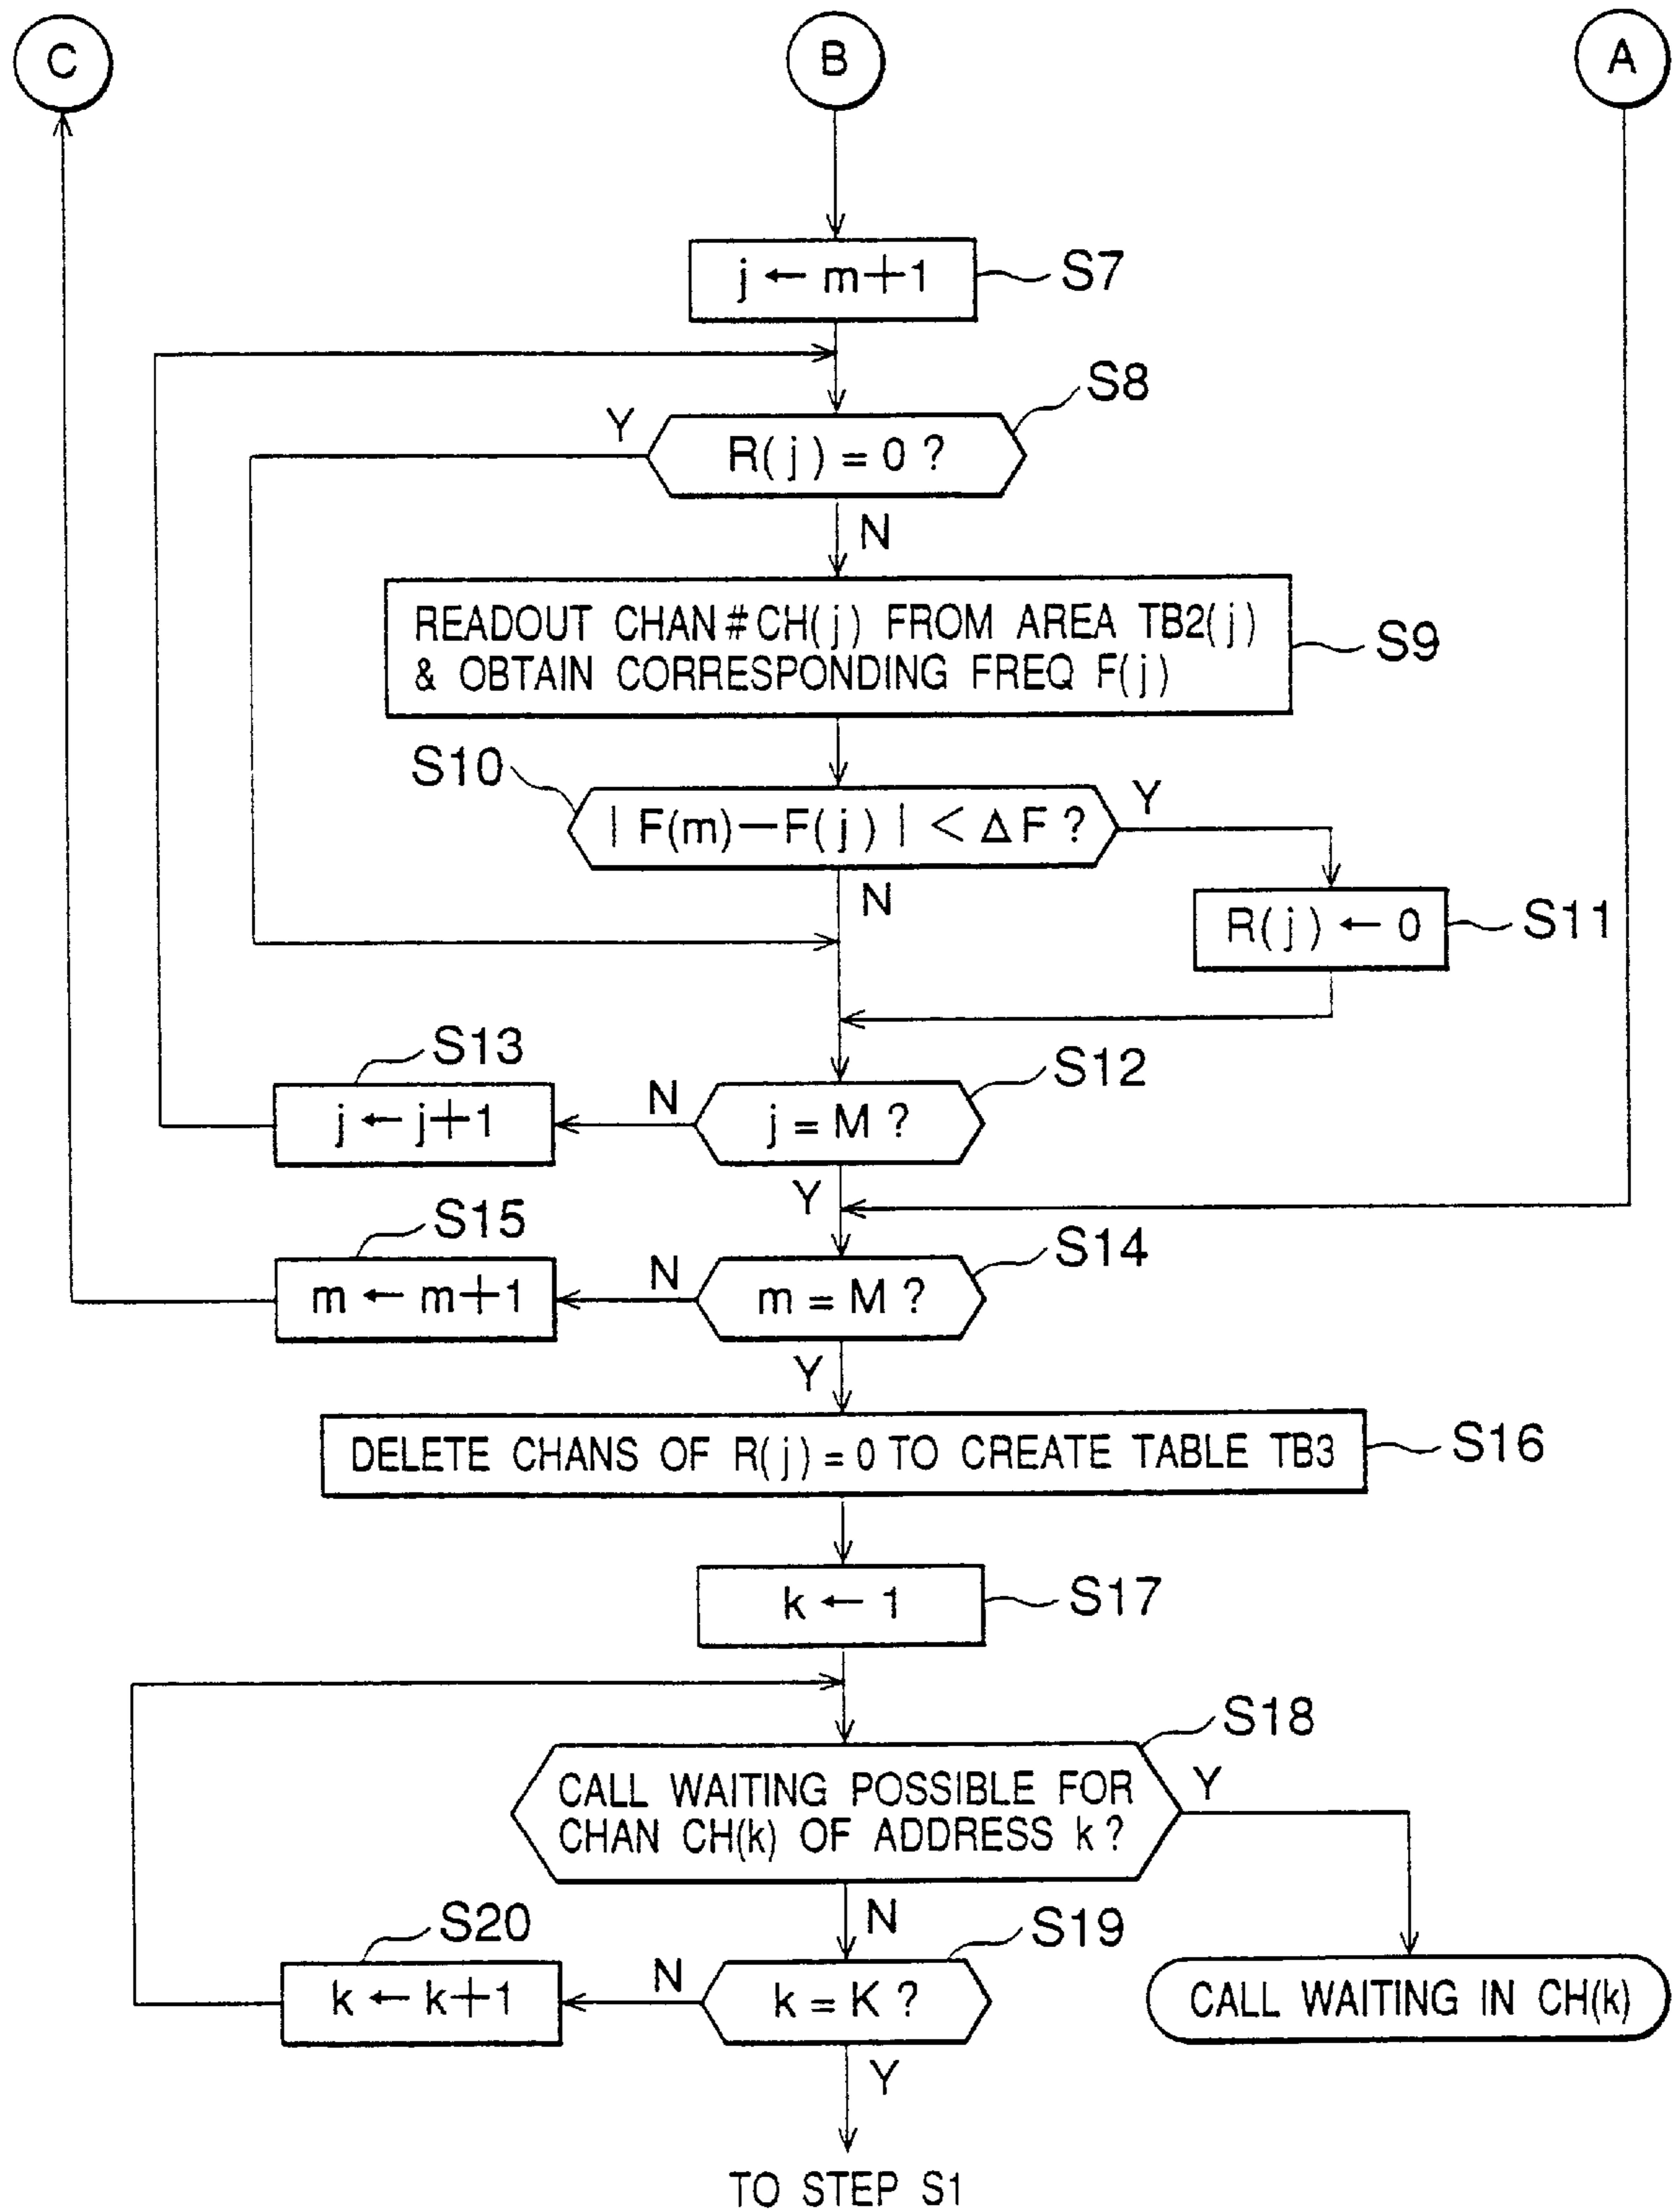 C
B
A
j ← m+1
S7
S8
Y
R(j) = 0 ?
N
READOUT CHAN#CH(j) FROM AREA TB2(j)
& OBTAIN CORRESPONDING FREQ F(j)
S9
S10
| F(m)−F(j) | < ΔF ?
Y
N
R(j) ← 0
S11
S13
S12
j ← j+1
N
j = M ?
Y
S15
S14
m ← m+1
N
m = M ?
Y
DELETE CHANS OF R(j) = 0 TO CREATE TABLE TB3
S16
k ← 1
S17
S18
CALL WAITING POSSIBLE FOR
CHAN CH(k) OF ADDRESS k ?
Y
N
S20
S19
k ← k+1
N
k = K ?
CALL WAITING IN CH(k)
Y
TO STEP S1